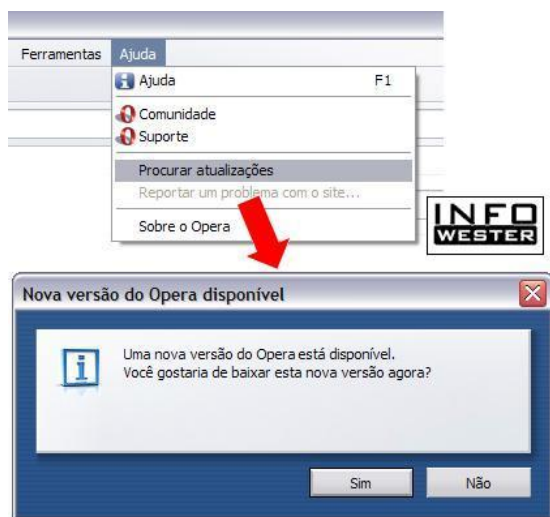 Ferramentas Ajuda
Ajuda F1
Comunidade
Suporte
Procurar atualizações
Reportar um problema com o site...
Sobre o Opera
INFO
WESTER
Nova versão do Opera disponível
Uma nova versão do Opera está disponível.
Você gostaria de baixar esta nova versão agora?
Sim Não